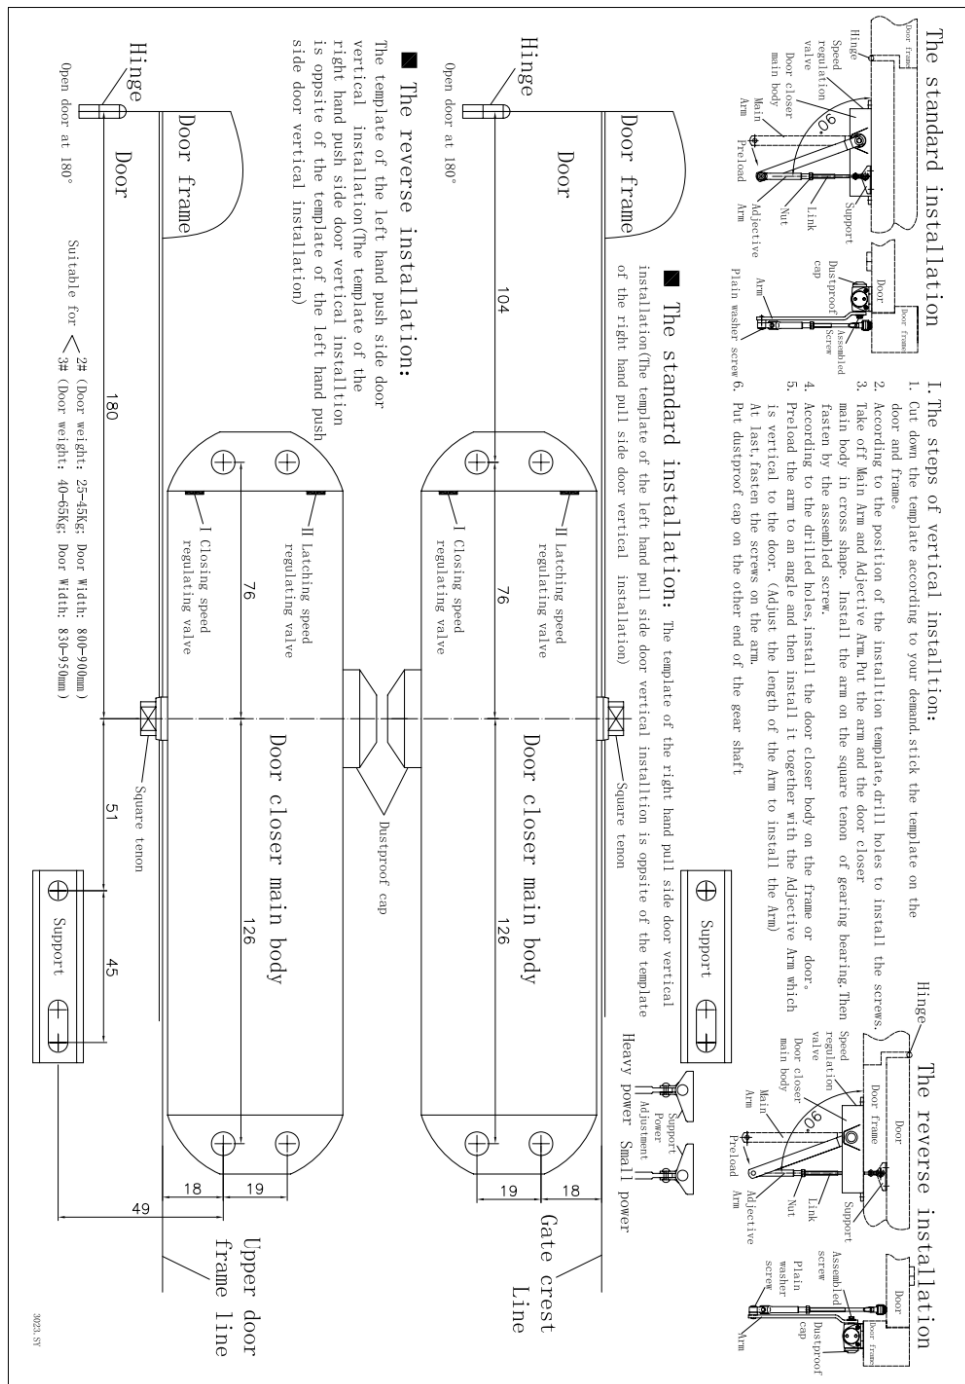 The standard installation
Door frame
Hinge
Speed
regulation
valve
Door closer
main body
90°
Main
Arm
Preload
Adjective
Arm
Nut
Link
Support
Door
Door frame
Dustproof
cap
Arm
Assembled
Screw
Plain washer screw
I. The steps of vertical installtion:
1. Cut down the template according to your demand. stick the template on the
door and frame。
2. According to the position of the installtion template, drill holes to install the screws.
3. Take off Main Arm and Adjective Arm. Put the arm and the door closer
main body in cross shape. Install the arm on the square tenon of gearing bearing. Then
fasten by the assembled screw.
4. According to the drilled holes, install the door closer body on the frame or door。
5. Preload the arm to an angle and then install it together with the Adjective Arm which
is vertical to the door. (Adjust the length of the Arm to install the Arm)
At last, fasten the screws on the arm.
6. Put dustproof cap on the other end of the gear shaft
The reverse installation
Hinge
Speed
regulation
valve
Door closer
main body
90°
Main
Arm
Preload
Adjective
Arm
Nut
Link
Support
Door frame
Door
Door
Door frame
Assembled
screw
Plain
washer
screw
Dustproof
cap
Arm
■ The standard installation: The template of the right hand pull side door vertical
installation(The template of the left hand pull side door vertical installtion is oppsite of the template
of the right hand pull side door vertical installation)
Support
Support
Power
Adjustment
Heavy power Small power
Door frame
Door
Hinge
Open door at 180°
104
76
126
I Closing speed
regulating valve
II Latching speed
regulating valve
Square tenon
Door closer main body
Dustproof cap
18
19
Gate crest
Line
■ The reverse installation:
The template of the left hand push side door
vertical installation(The template of the
right hand push side door vertical installtion
is oppsite of the template of the left hand push
side door vertical installation)
Door frame
Door
Hinge
Open door at 180°
180
76
126
51
45
II Latching speed
regulating valve
I Closing speed
regulating valve
Door closer main body
Square tenon
Support
19
18
49
Upper door
frame line
Suitable for
2# (Door weight: 25-45Kg; Door Width: 800-900mm)
3# (Door weight: 40-65Kg; Door Width: 830-950mm)
3023.SY